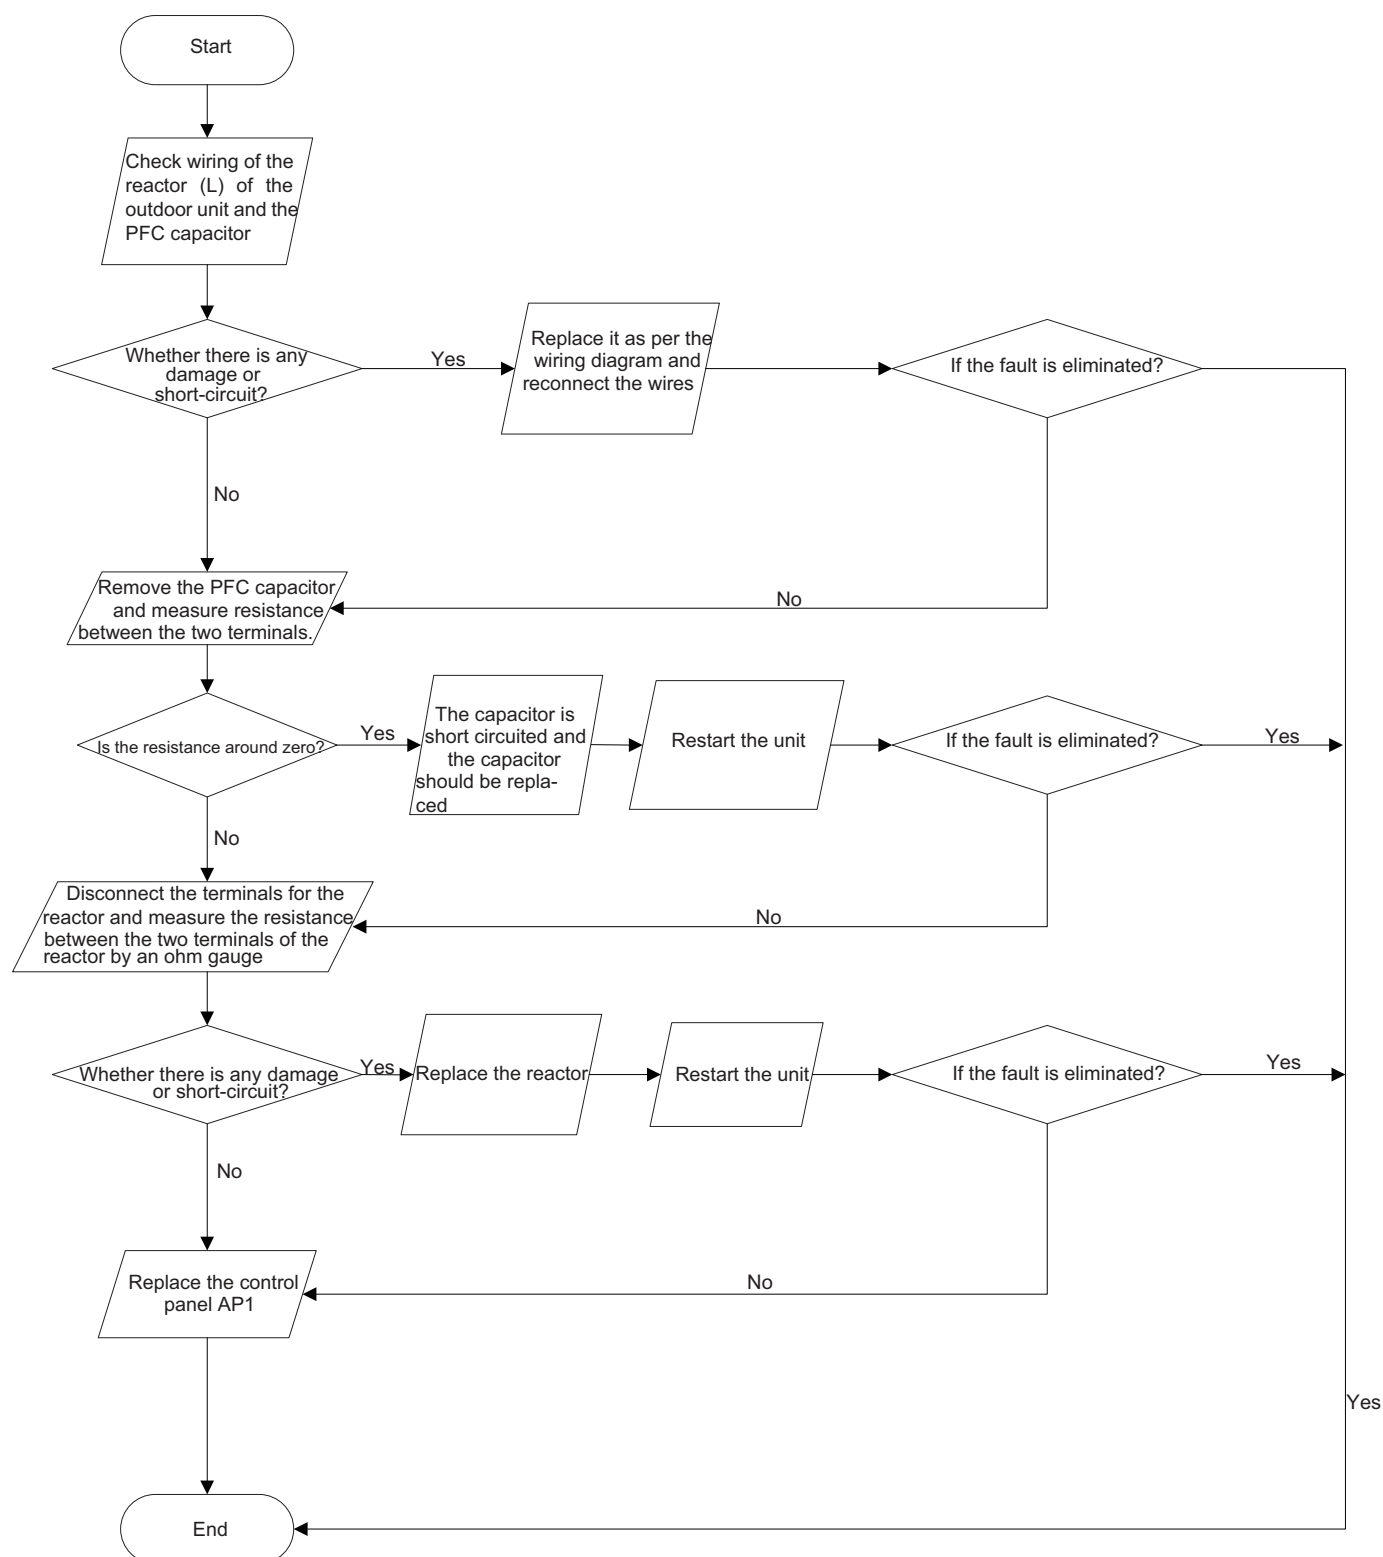 Start
Check wiring of the
reactor (L) of the
outdoor unit and the
PFC capacitor
Whether there is any
damage or
short-circuit?
Yes
Replace it as per the
wiring diagram and
reconnect the wires
If the fault is eliminated?
No
Remove the PFC capacitor
and measure resistance
between the two terminals.
No
Is the resistance around zero?
Yes
The capacitor is
short circuited and
the capacitor
should be repla-
ced
Restart the unit
If the fault is eliminated?
Yes
No
Disconnect the terminals for the
reactor and measure the resistance
between the two terminals of the
reactor by an ohm gauge
No
Whether there is any damage
or short-circuit?
Yes
Replace the reactor
Restart the unit
If the fault is eliminated?
Yes
No
Replace the control
panel AP1
No
Yes
End